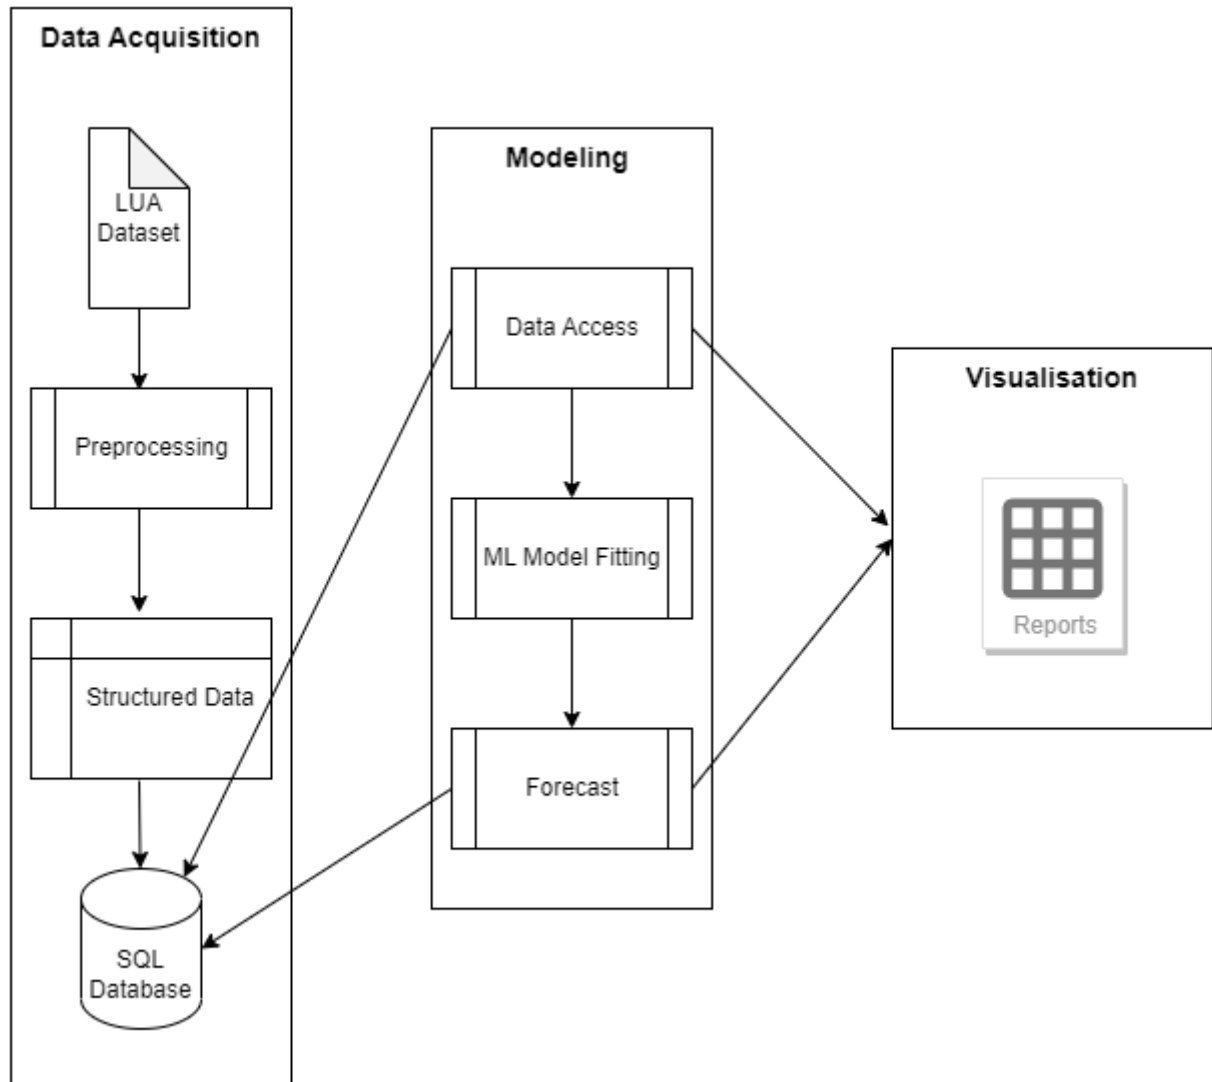 Data Acquisition
LUA
Dataset
Preprocessing
Structured Data
SQL
Database
Modeling
Data Access
ML Model Fitting
Forecast
Visualisation
Reports